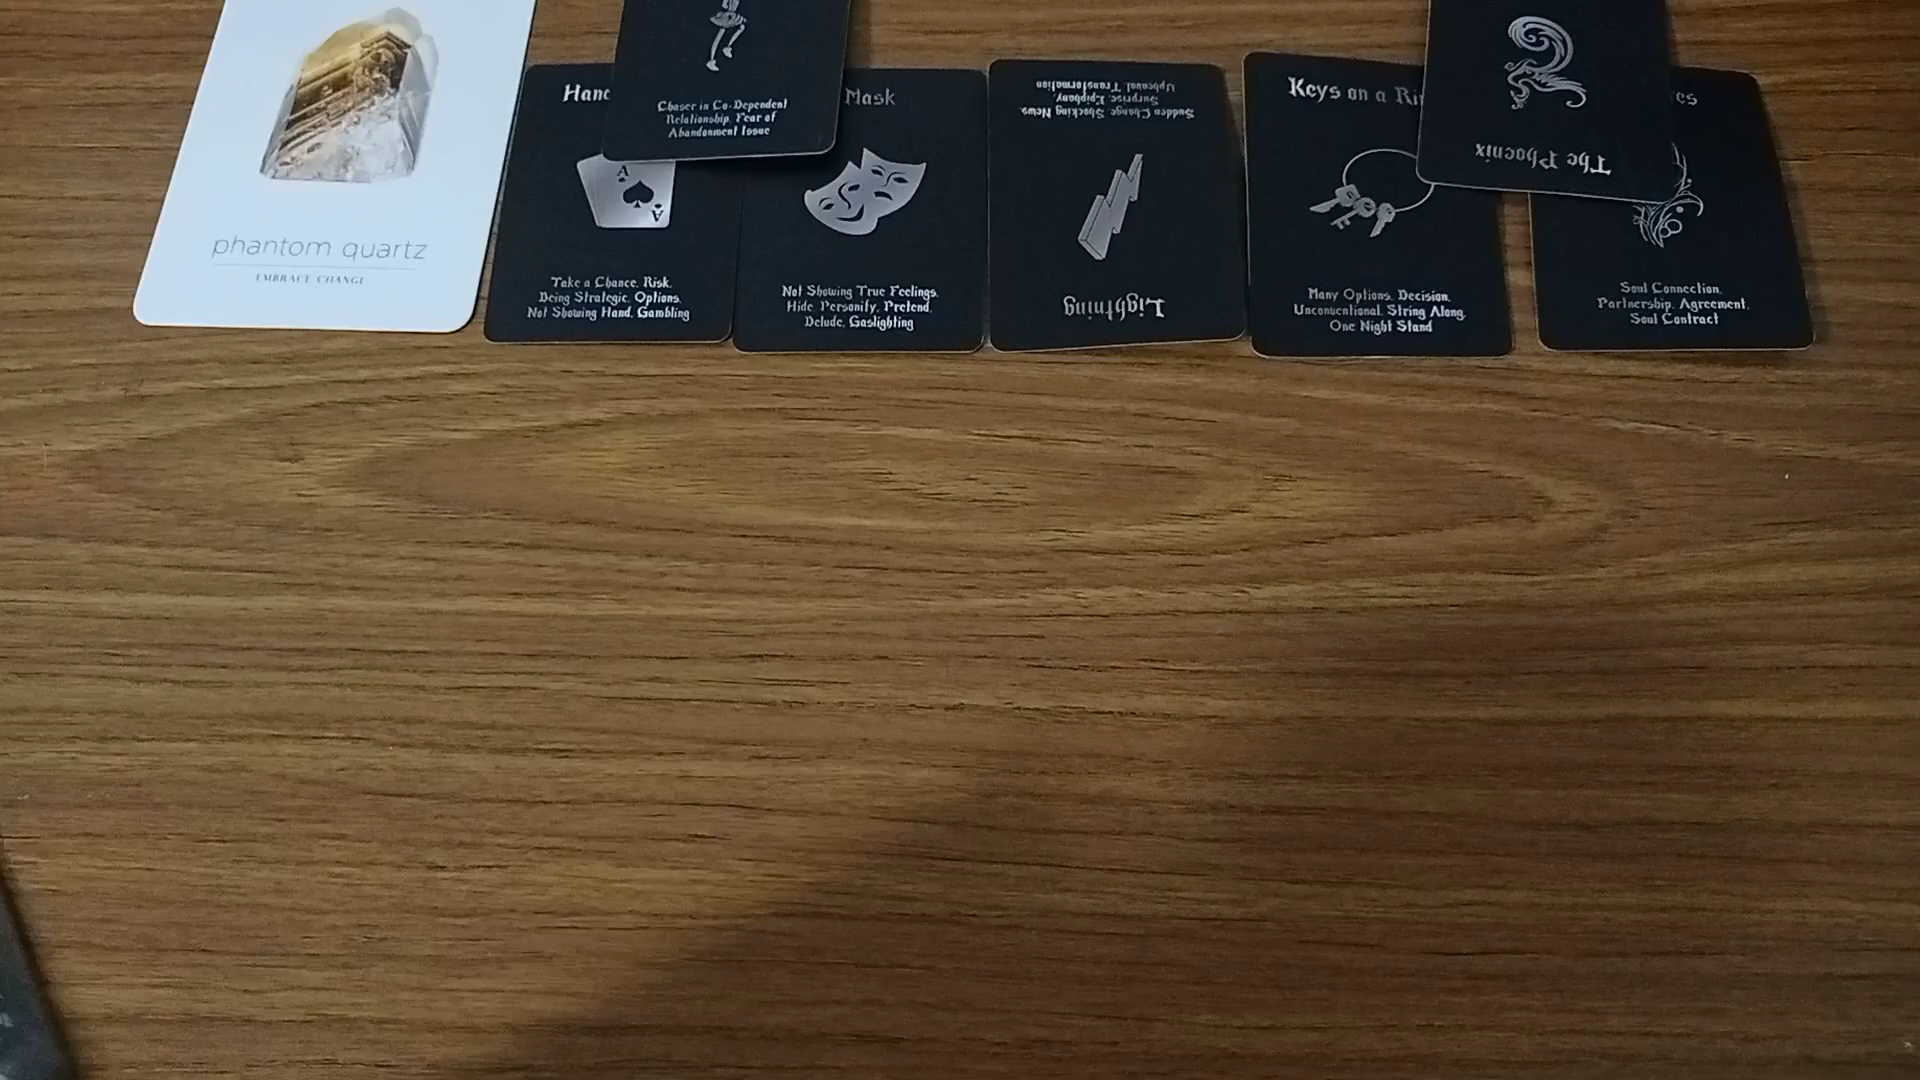 phantom quartz
EMBRACE CHANGE
Hand
Take a Chance, Risk,
Being Strategic, Options,
Not Showing Hand, Gambling
Chaser in Co-Dependent
Relationship, Fear of
Abandonment Issue
A
A
Mask
Not Showing True Feelings,
Hide, Personify, Pretend,
Delude, Gaslighting
Lightning
Sudden Change, Shocking News,
Surprise, Epiphany,
Upheaval, Transformation
Keys on a Ri
Many Options, Decision,
Unconventional, String Along,
One Night Stand
The Phoenix
es
Soul Connection,
Partnership, Agreement,
Soul Contract